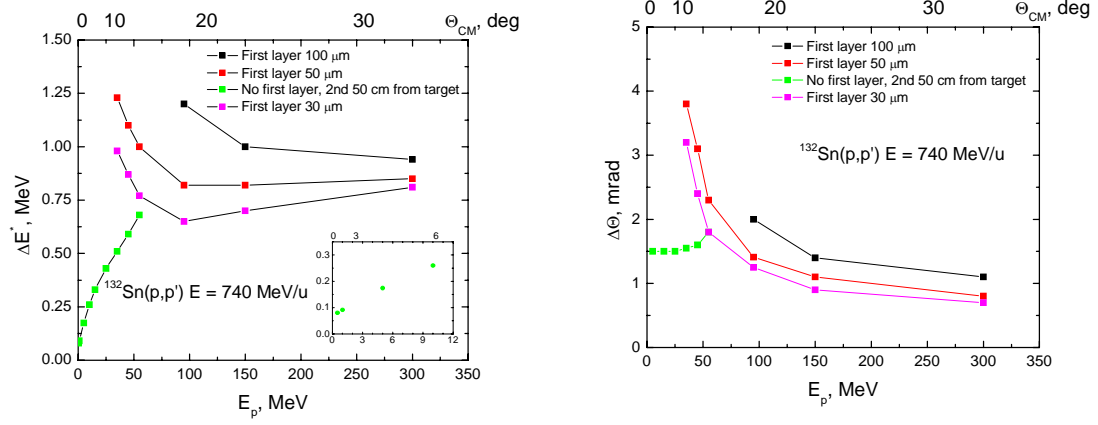 0 10 20 30 Θ_CM, deg
1.50
1.25
1.00
0.75
0.50
0.25
0.00
ΔE*, MeV
First layer 100 μm
First layer 50 μm
No first layer, 2nd 50 cm from target
First layer 30 μm
¹³²Sn(p,p') E = 740 MeV/u
0 6
0.3
0.2
0.1
0.0
0 3 6 9 12
0 50 100 150 200 250 300 350
E_p, MeV
0 10 20 30 Θ_CM, deg
5
4
3
2
1
0
ΔΘ, mrad
First layer 100 μm
First layer 50 μm
No first layer, 2nd 50 cm from target
First layer 30 μm
¹³²Sn(p,p') E = 740 MeV/u
0 50 100 150 200 250 300 350
E_p, MeV